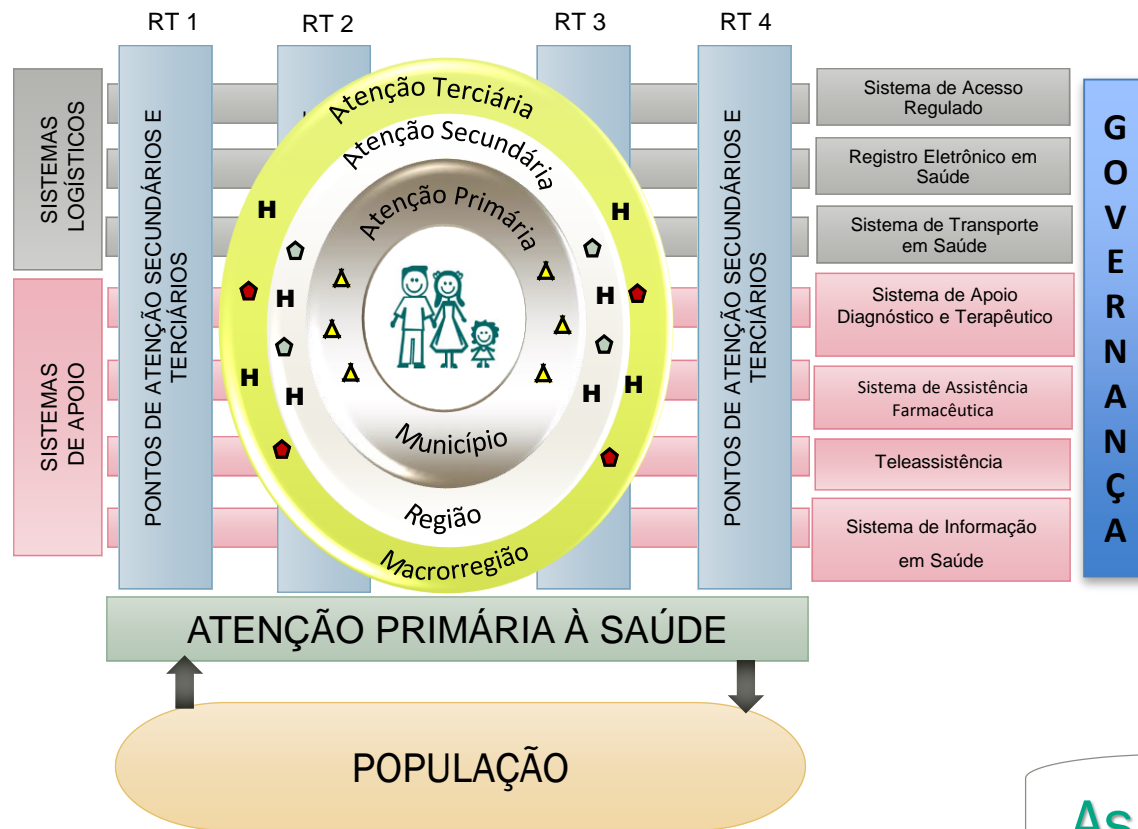 RT 1
RT 2
RT 3
RT 4
SISTEMAS
LOGÍSTICOS
SISTEMAS
DE APOIO
PONTOS DE ATENÇÃO SECUNDÁRIOS E
TERCIÁRIOS
Atenção Terciária
Atenção Secundária
Atenção Primária
H
H
H
H
H
H
H
H
Município
Região
Macrorregião
PONTOS DE ATENÇÃO SECUNDÁRIOS E
TERCIÁRIOS
Sistema de Acesso
Regulado
Registro Eletrônico em
Saúde
Sistema de Transporte
em Saúde
Sistema de Apoio
Diagnóstico e Terapêutico
Sistema de Assistência
Farmacêutica
Teleassistência
Sistema de Informação
em Saúde
G
O
V
E
R
N
A
N
Ç
A
ATENÇÃO PRIMÁRIA À SAÚDE
POPULAÇÃO